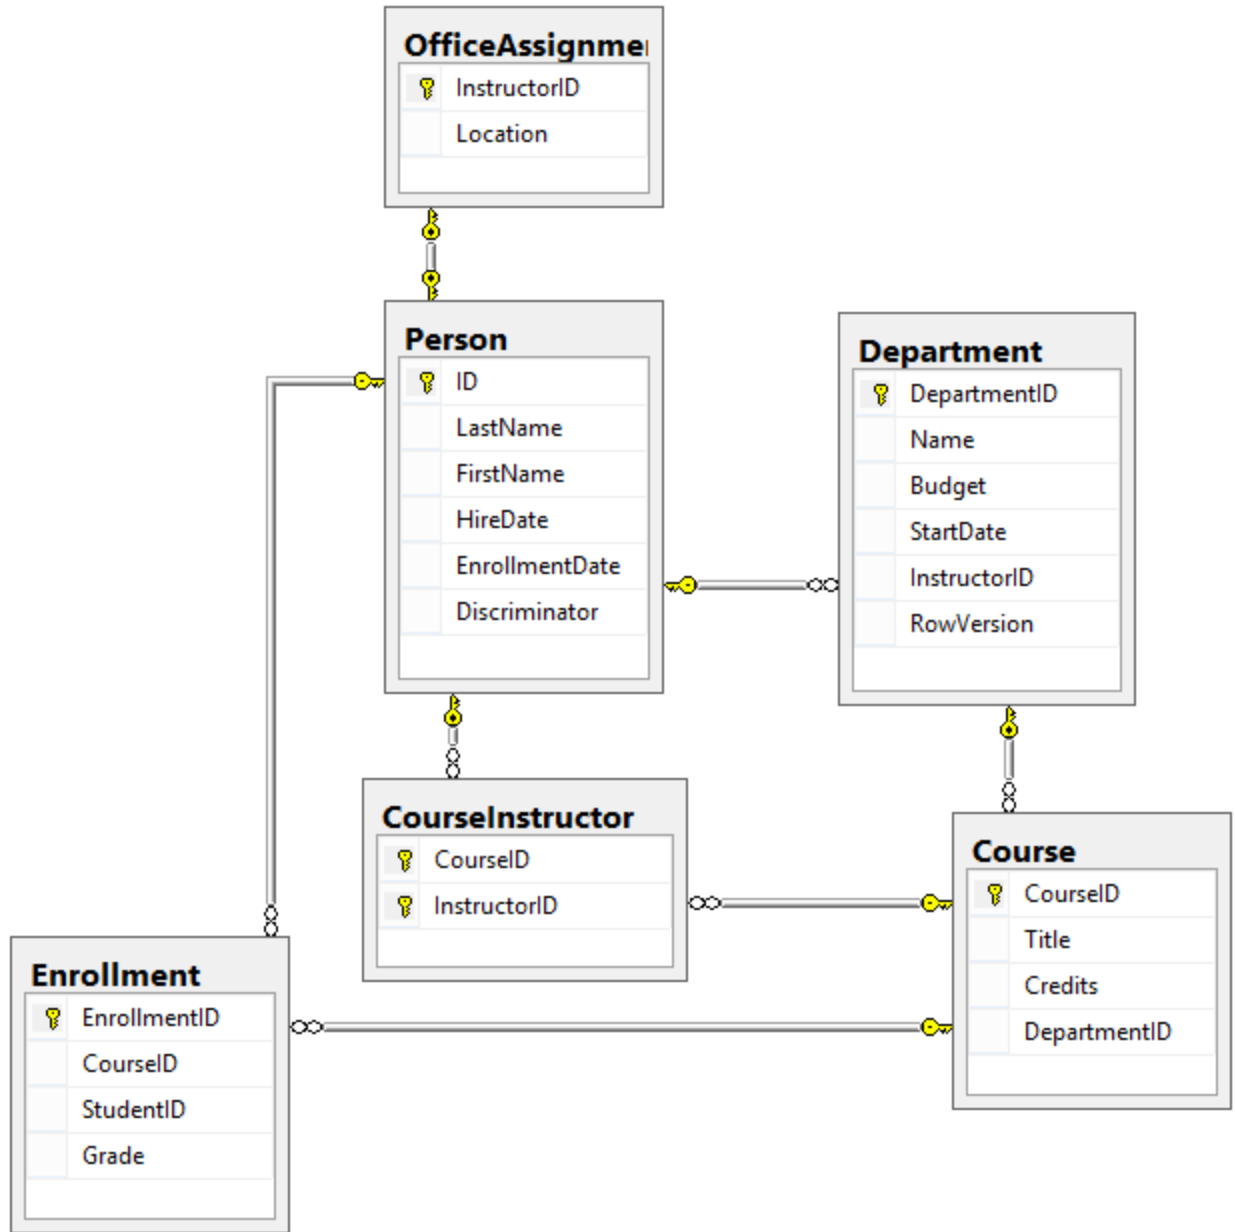 OfficeAssignme
InstructorID
Location
Person
ID
LastName
FirstName
HireDate
EnrollmentDate
Discriminator
Department
DepartmentID
Name
Budget
StartDate
InstructorID
RowVersion
CourseInstructor
CourseID
InstructorID
Course
CourseID
Title
Credits
DepartmentID
Enrollment
EnrollmentID
CourseID
StudentID
Grade